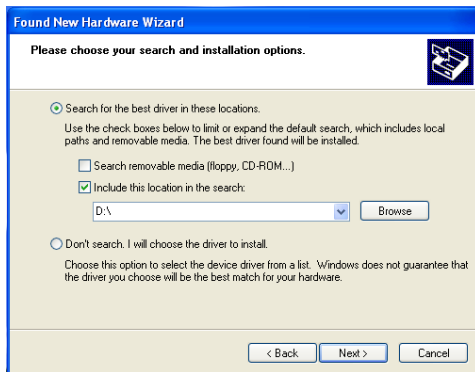 Found New Hardware Wizard
Please choose your search and installation options.
Search for the best driver in these locations.
Use the check boxes below to limit or expand the default search, which includes local
paths and removable media. The best driver found will be installed.
Search removable media (floppy, CD-ROM...)
Include this location in the search:
D:\
Browse
Don't search. I will choose the driver to install.
Choose this option to select the device driver from a list. Windows does not guarantee that
the driver you choose will be the best match for your hardware.
< Back Next > Cancel